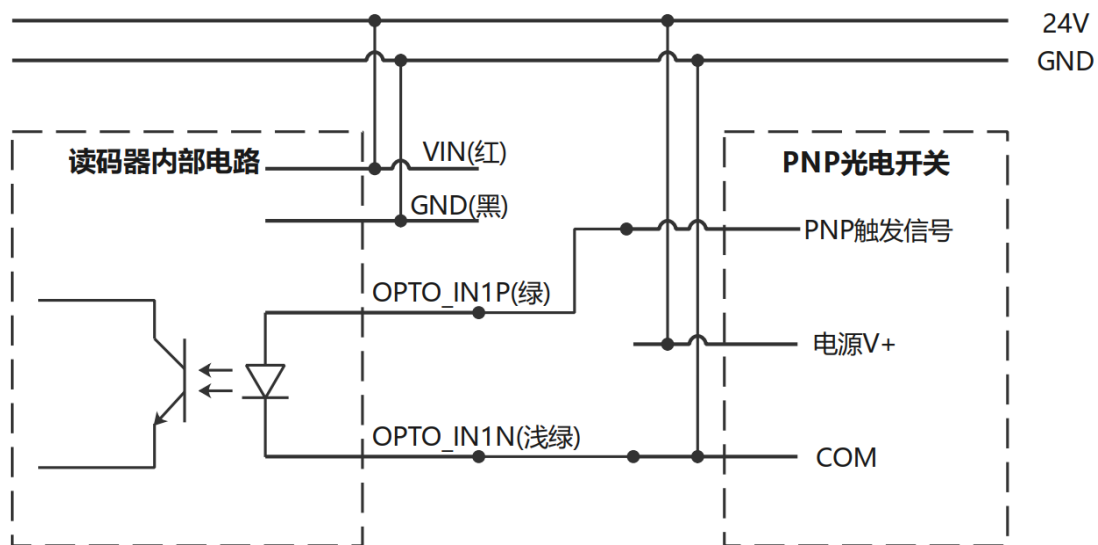 24V
GND
读码器内部电路
VIN(红)
PNP光电开关
GND(黑)
PNP触发信号
OPTO_IN1P(绿)
电源V+
OPTO_IN1N(浅绿)
COM